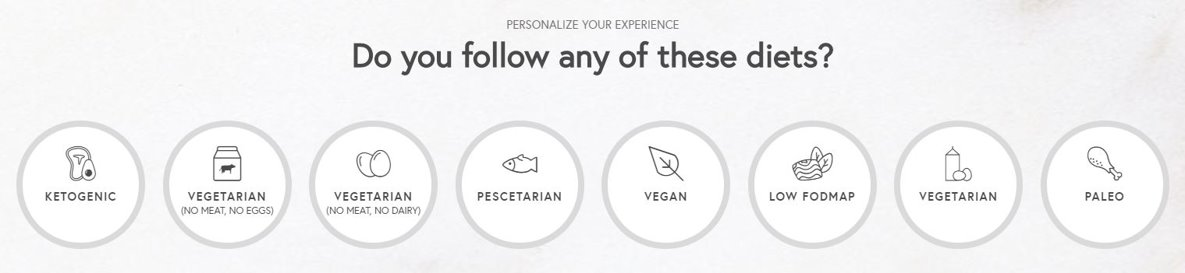 PERSONALIZE YOUR EXPERIENCE
Do you follow any of these diets?
KETOGENIC
VEGETARIAN
(NO MEAT, NO EGGS)
VEGETARIAN
(NO MEAT, NO DAIRY)
PESCETARIAN
VEGAN
LOW FODMAP
VEGETARIAN
PALEO